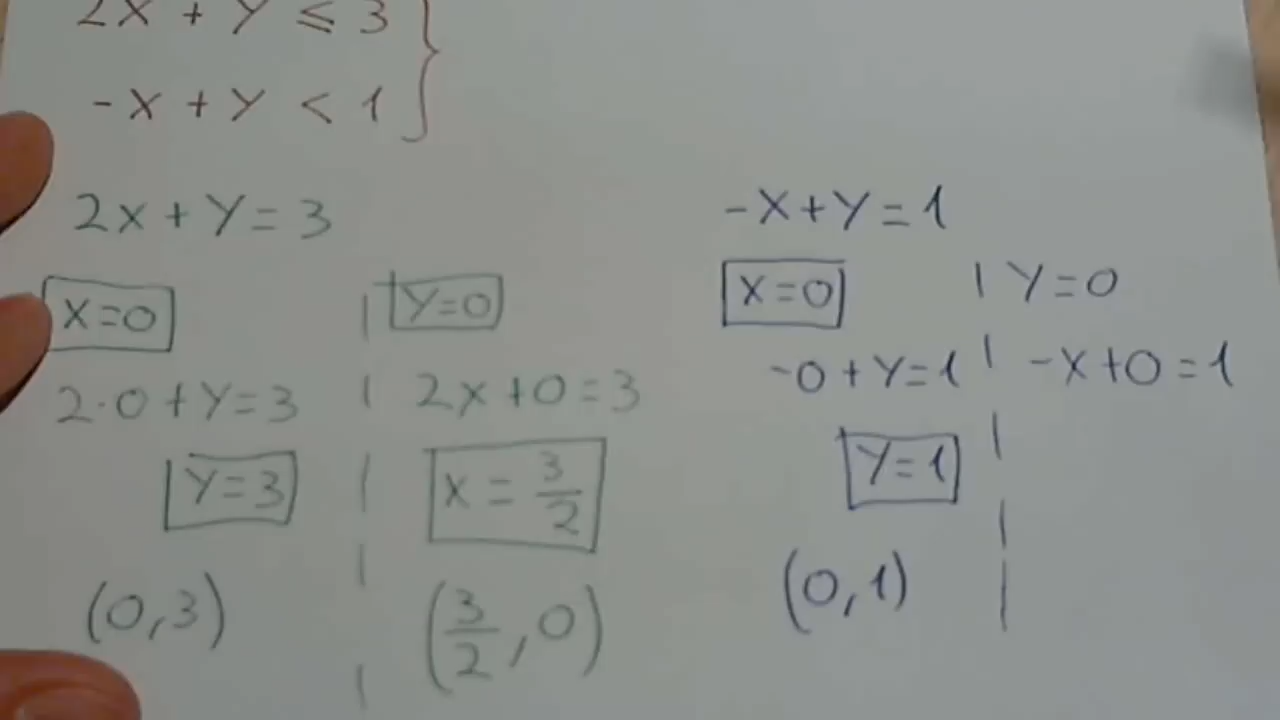 2x + y ≤ 3
-x + y < 1
2x + y = 3
x = 0
y = 0
2·0 + y = 3
2x + 0 = 3
y = 3
x = 3/2
(0, 3)
(3/2, 0)
-x + y = 1
x = 0
y = 0
-0 + y = 1
-x + 0 = 1
y = 1
(0, 1)